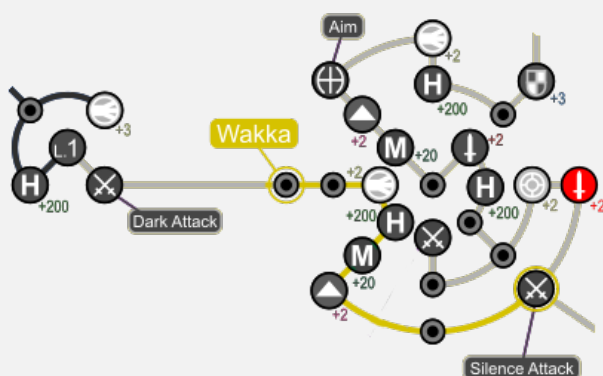 Aim
+2
H
+200
+3
+3
L.1
+2
M
+20
+2
Wakka
H
+200
Dark Attack
+2
H
+200
+2
+2
+200
H
M
+20
+2
Silence Attack